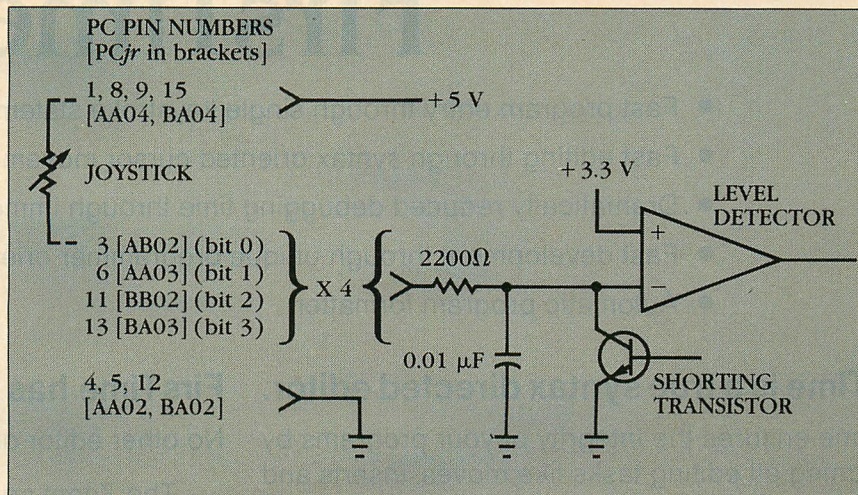 PC PIN NUMBERS
[PCjr in brackets]
1, 8, 9, 15
[AA04, BA04]
+5 V
JOYSTICK
+3.3 V
LEVEL
DETECTOR
+
−
3 [AB02] (bit 0)
6 [AA03] (bit 1)
11 [BB02] (bit 2)
13 [BA03] (bit 3)
X 4
2200Ω
0.01 µF
4, 5, 12
[AA02, BA02]
SHORTING
TRANSISTOR